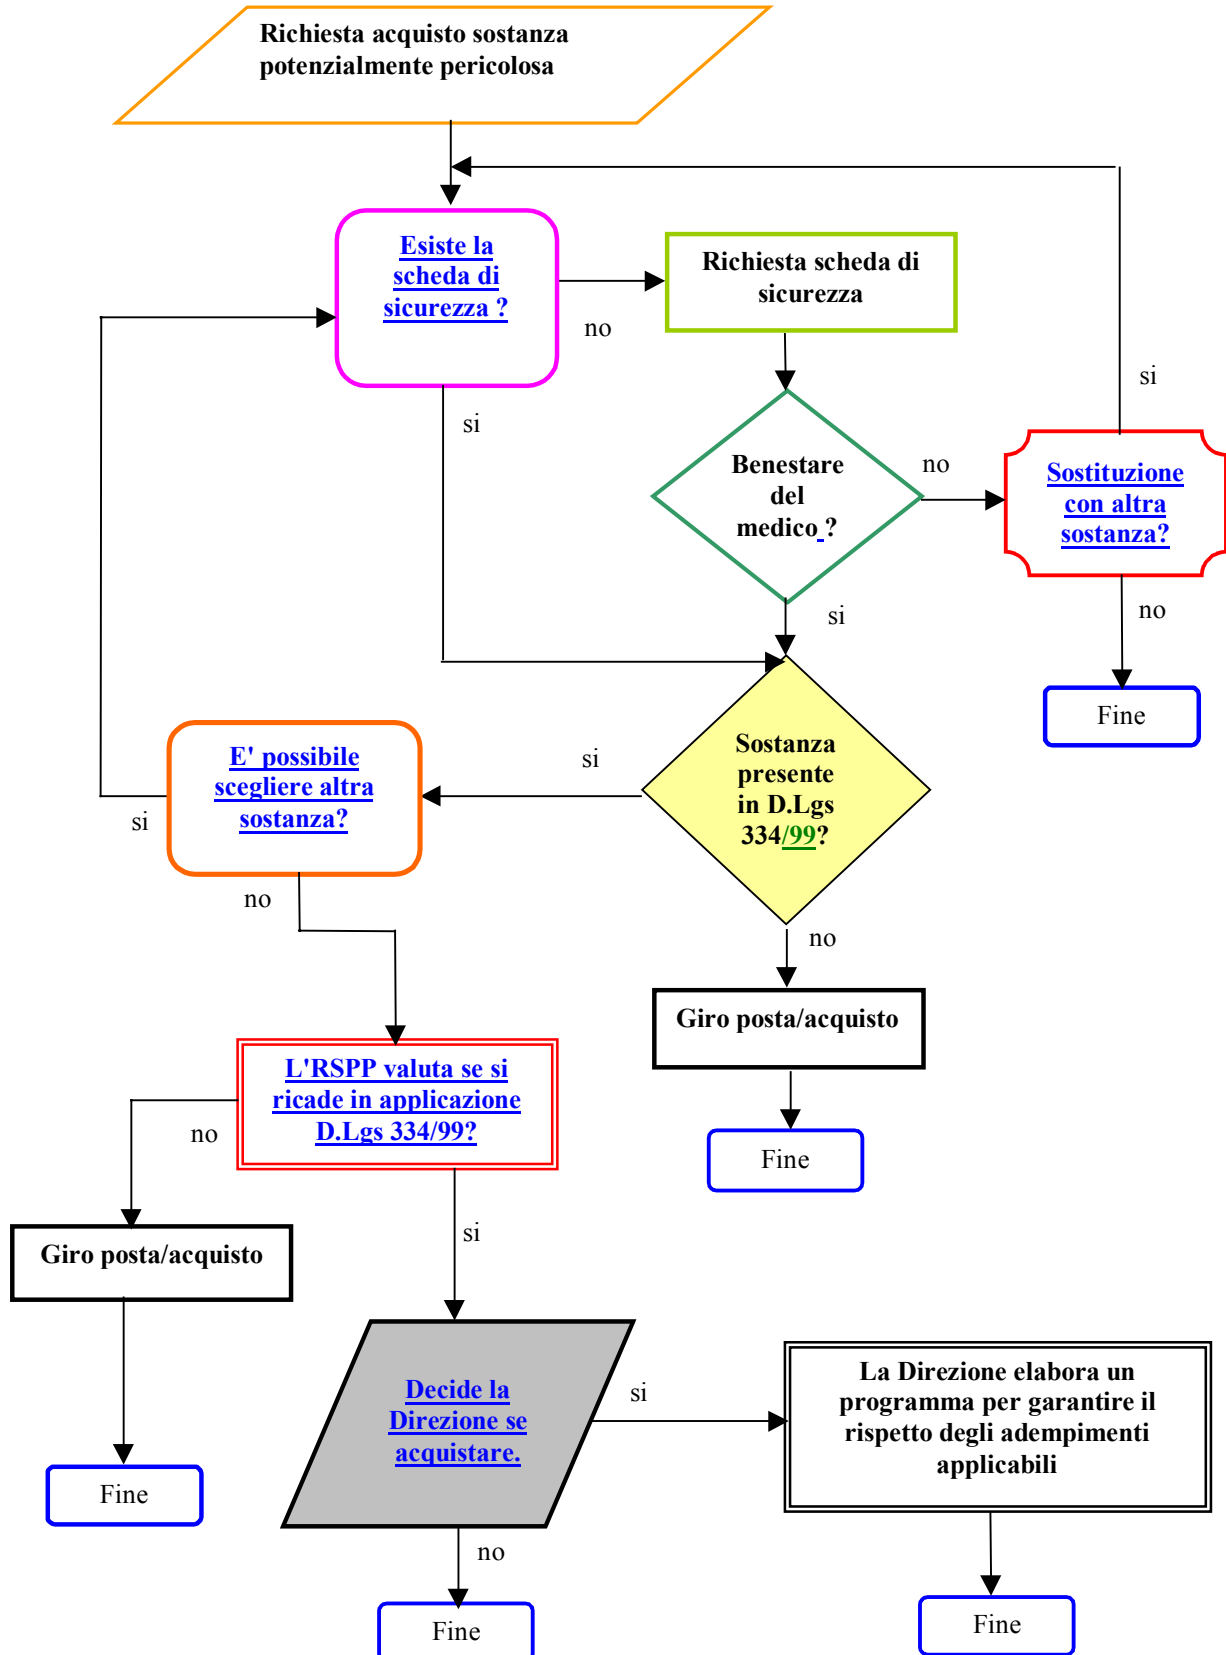 Richiesta acquisto sostanza
potenzialmente pericolosa
Esiste la
scheda di
sicurezza ?
no
Richiesta scheda di
sicurezza
si
si
Benestare
del
medico ?
no
Sostituzione
con altra
sostanza?
si
no
Fine
E' possibile
scegliere altra
sostanza?
si
si
Sostanza
presente
in D.Lgs
334/99?
no
no
Giro posta/acquisto
Fine
L'RSPP valuta se si
ricade in applicazione
D.Lgs 334/99?
no
si
Giro posta/acquisto
Fine
Decide la
Direzione se
acquistare.
si
La Direzione elabora un
programma per garantire il
rispetto degli adempimenti
applicabili
no
Fine
Fine